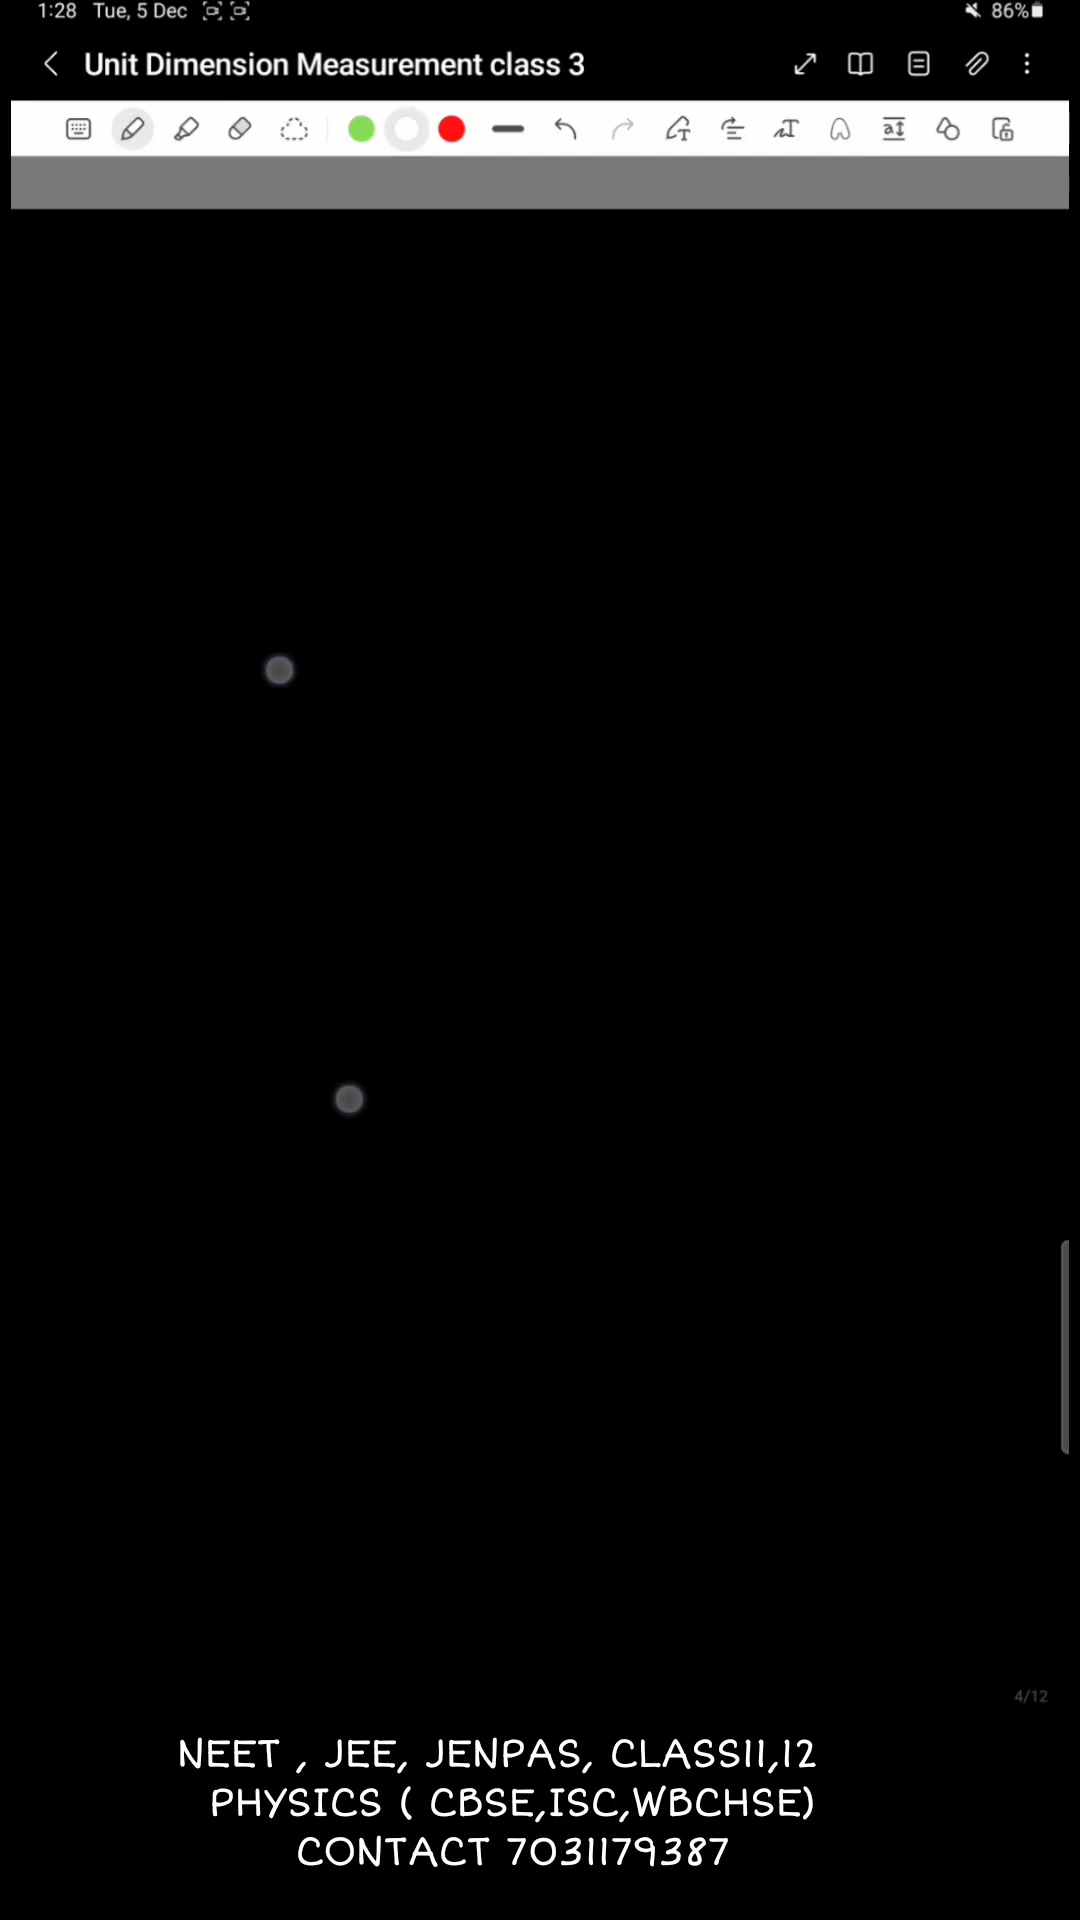 1:28 Tue, 5 Dec 86%
Unit Dimension Measurement class 3
4/12
NEET , JEE, JENPAS, CLASS11,12
PHYSICS ( CBSE,ISC,WBCHSE)
CONTACT 7031179387